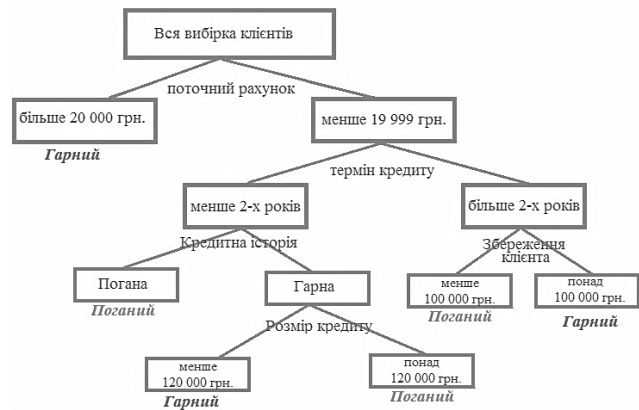 Вся вибірка клієнтів
поточний рахунок
більше 20 000 грн.
менше 19 999 грн.
Гарний
термін кредиту
менше 2-х років
більше 2-х років
Кредитна історія
Збереження
клієнта
Погана
Гарна
менше
100 000 грн.
понад
100 000 грн.
Поганий
Поганий
Гарний
Розмір кредиту
менше
120 000 грн.
понад
120 000 грн.
Гарний
Поганий